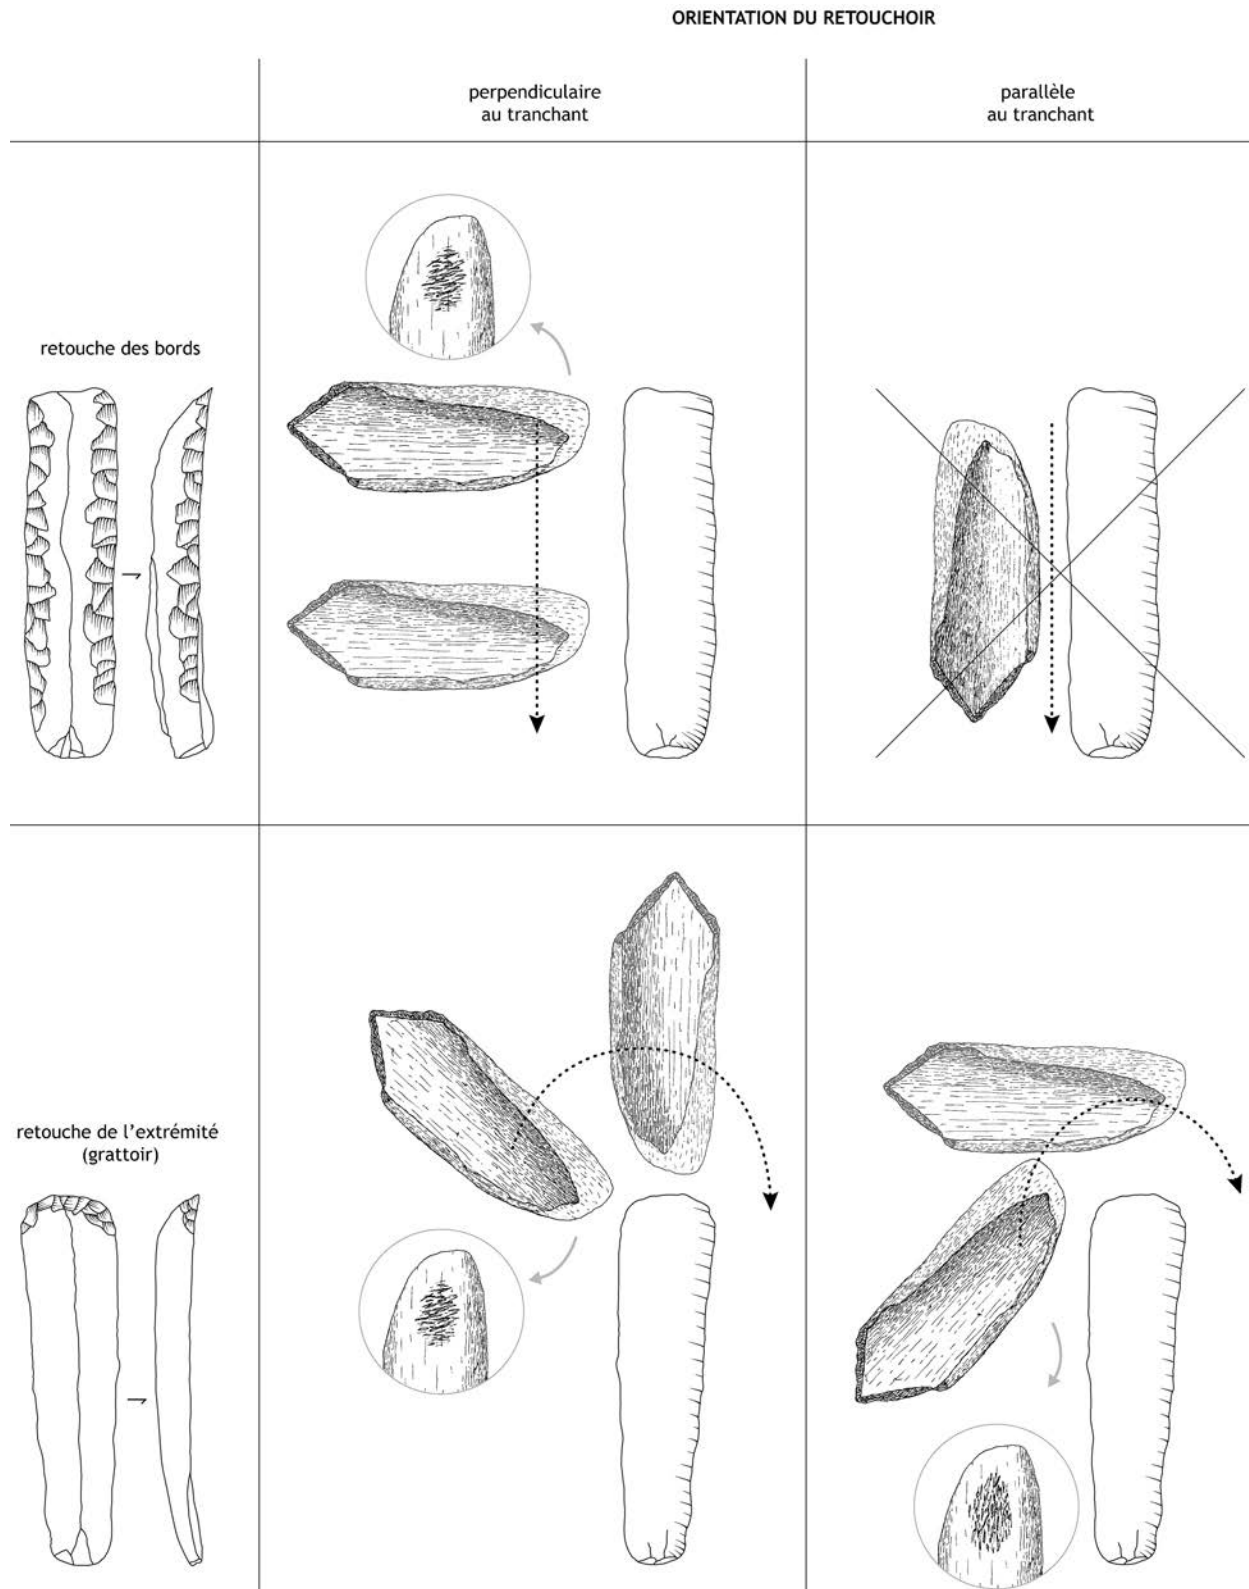 ORIENTATION DU RETOUCHOIR
perpendiculaire
au tranchant
parallèle
au tranchant
retouche des bords
retouche de l'extrémité
(grattoir)